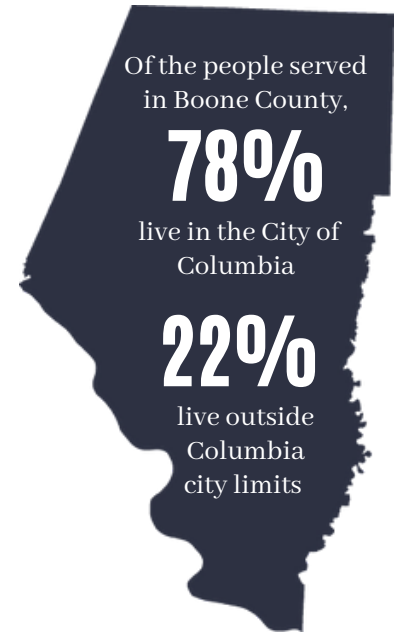 Of the people served
in Boone County,
78%
live in the City of
Columbia
22%
live outside
Columbia
city limits